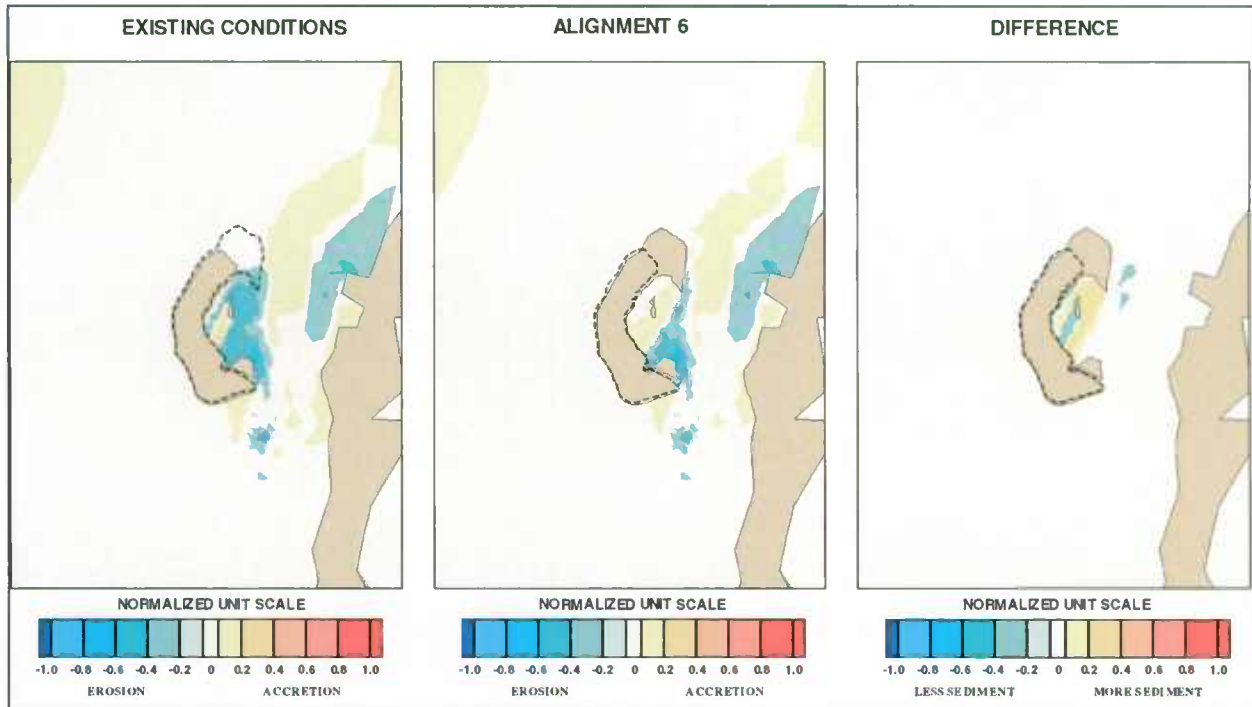 EXISTING CONDITIONS
ALIGNMENT 6
DIFFERENCE
NORMALIZED UNIT SCALE
-1.0 -0.8 -0.6 -0.4 -0.2 0 0.2 0.4 0.6 0.8 1.0
EROSION ACCRETION
NORMALIZED UNIT SCALE
-1.0 -0.8 -0.6 -0.4 -0.2 0 0.2 0.4 0.6 0.8 1.0
EROSION ACCRETION
NORMALIZED UNIT SCALE
-1.0 -0.8 -0.6 -0.4 -0.2 0 0.2 0.4 0.6 0.8 1.0
LESS SEDIMENT MORE SEDIMENT